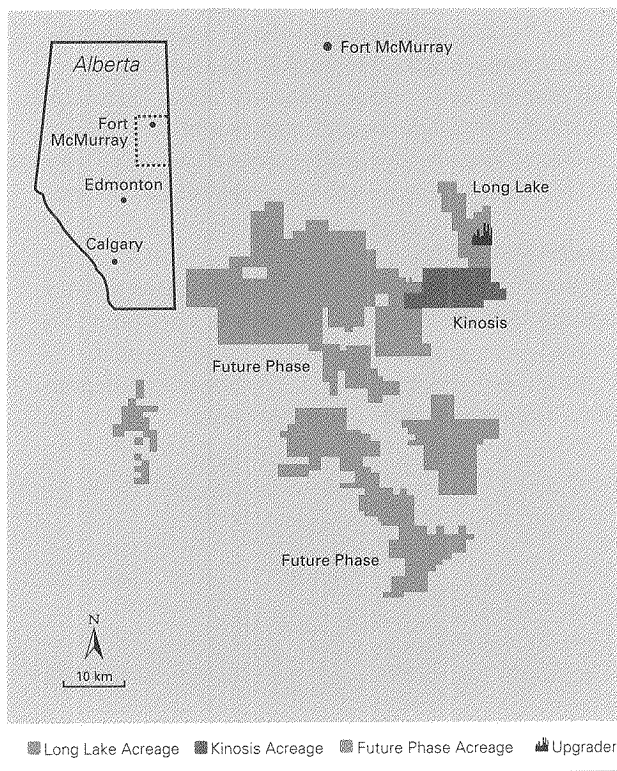 Fort McMurray
Alberta
Fort
McMurray
Edmonton
Calgary
Long Lake
Kinosis
Future Phase
Future Phase
N
10 km
Long Lake Acreage Kinosis Acreage Future Phase Acreage Upgrader